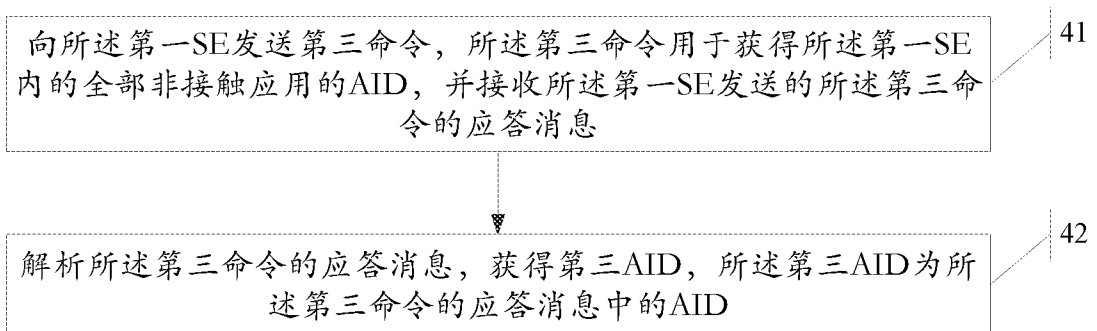 向所述第一SE发送第三命令，所述第三命令用于获得所述第一SE
内的全部非接触应用的AID，并接收所述第一SE发送的所述第三命
令的应答消息
41
解析所述第三命令的应答消息，获得第三AID，所述第三AID为所
述第三命令的应答消息中的AID
42